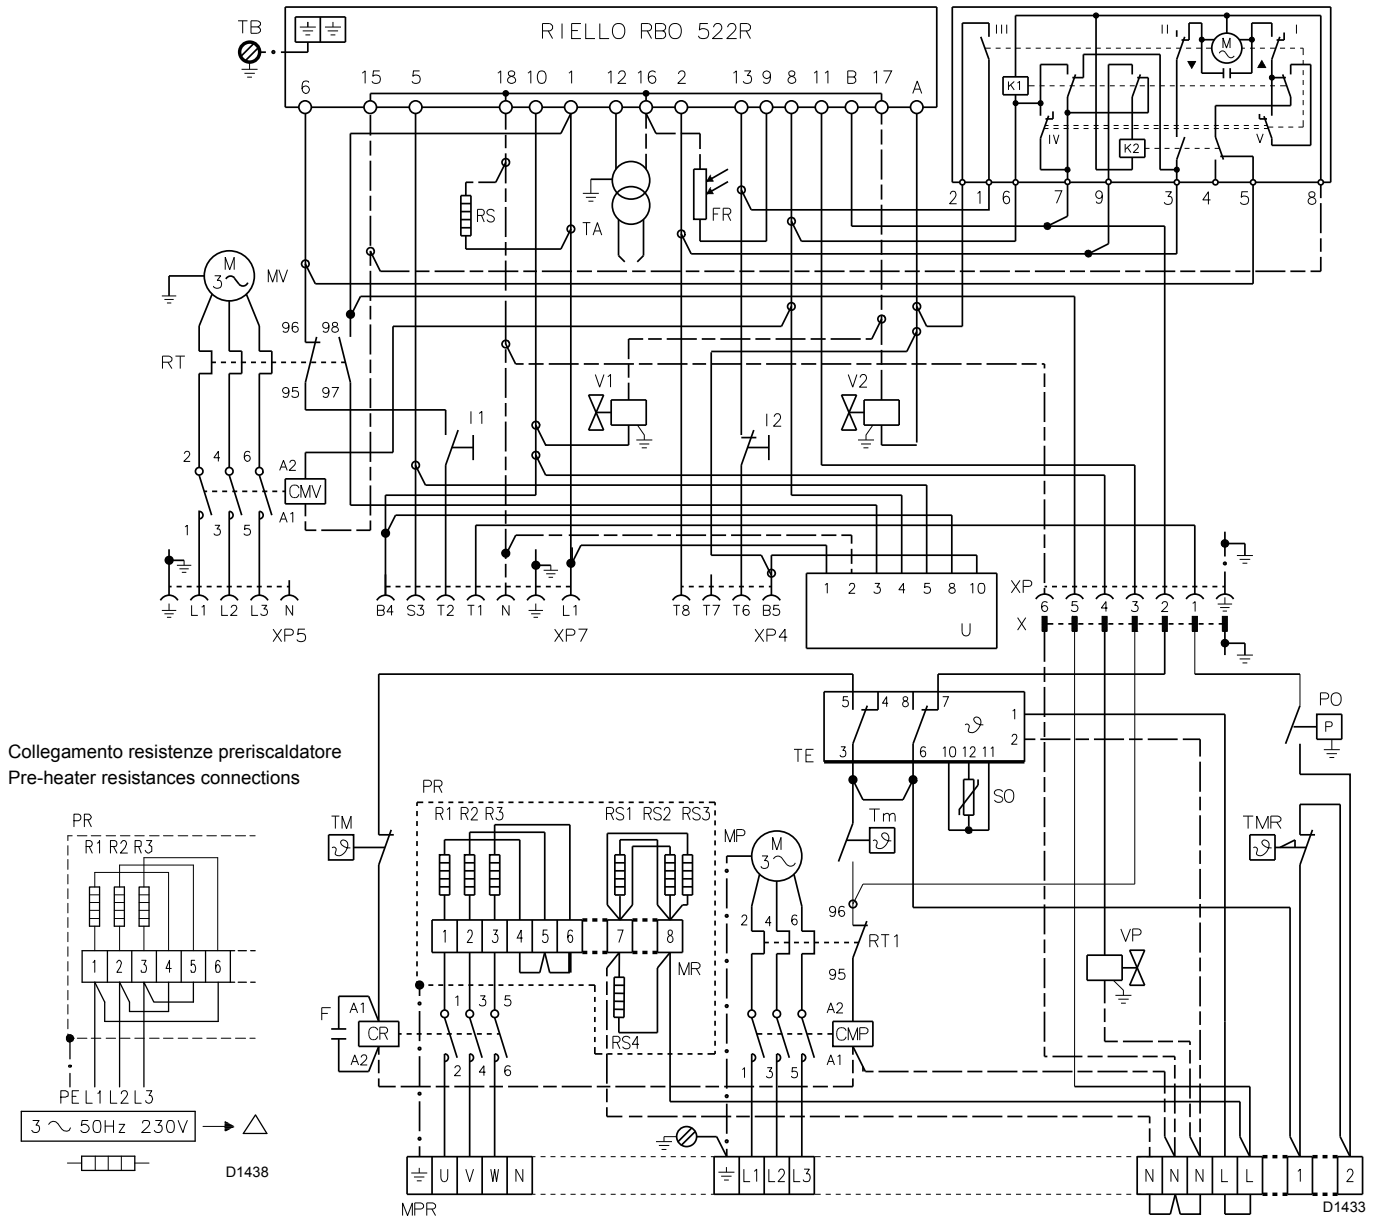 TB
RIELLO RBO 522R
6 15 5 18 10 1 12 16 2 13 9 8 11 B 17 A
III II M I
K1
IV K2 V
2 1 6 7 9 3 4 5 8
RS TA FR
M 3 MV
96 98
RT
95 97
V1 V2
I1 I2
2 4 6 A2
CMV
1 3 5 A1
L1 L2 L3 N
XP5
B4 S3 T2 T1 N L1
XP7
T8 T7 T6 B5
XP4
1 2 3 4 5 8 10
U
XP
6 5 4 3 2 1
X
5 4 8 7
ϑ 1
2
TE 3 6 10 12 11
SO
PO
P
Collegamento resistenze preriscaldatore
Pre-heater resistances connections
PR
R1 R2 R3
1 2 3 4 5 6
PE L1 L2 L3
3 ~ 50Hz 230V
D1438
TM
ϑ
PR
R1 R2 R3 RS1 RS2 RS3
MP
M 3
Tm
ϑ
TMR
ϑ
1 2 3 4 5 6 7 8
MR
2 4 6
96
RT1
95
VP
F A1
CR
A2
1 3 5
2 4 6
RS4
A2
CMP
A1
1 3 5
U V W N
MPR
L1 L2 L3
N N N L L 1 2
D1433